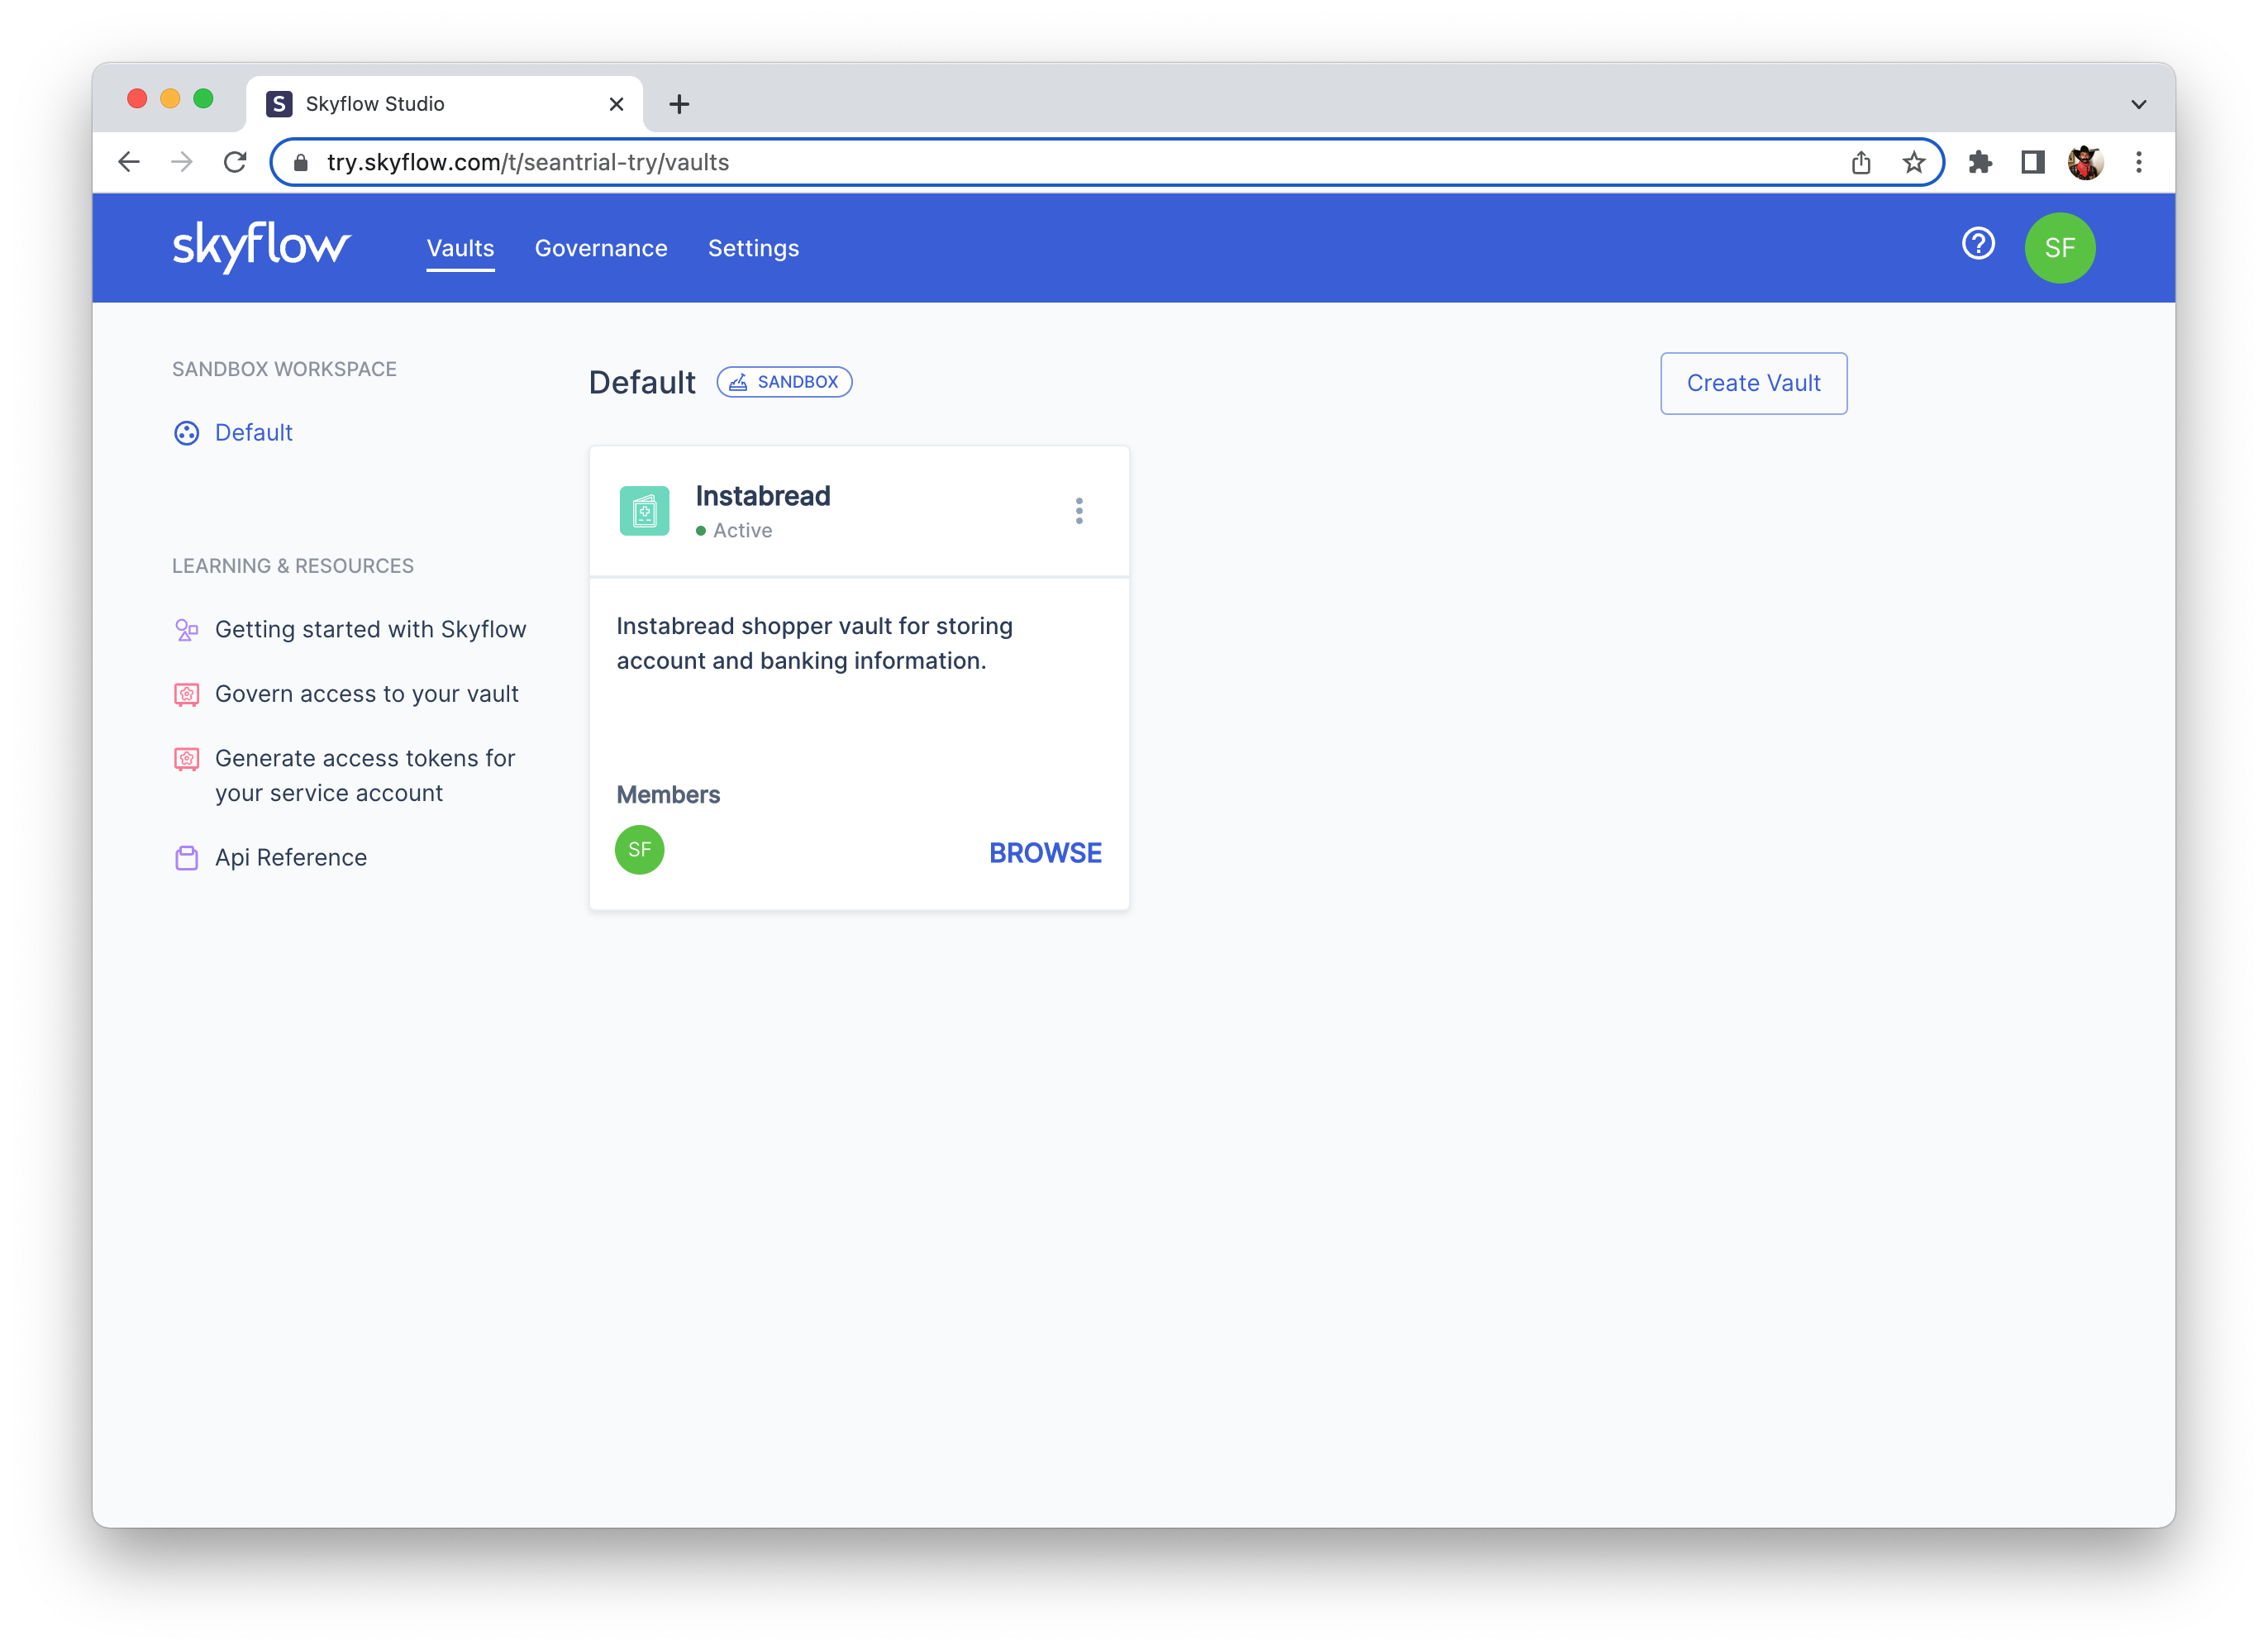 S Skyflow Studio
try.skyflow.com/t/seantrial-try/vaults
skyflow Vaults Governance Settings SF
SANDBOX WORKSPACE
Default
LEARNING & RESOURCES
Getting started with Skyflow
Govern access to your vault
Generate access tokens for
your service account
Api Reference
Default SANDBOX Create Vault
Instabread
Active
Instabread shopper vault for storing
account and banking information.
Members
SF BROWSE